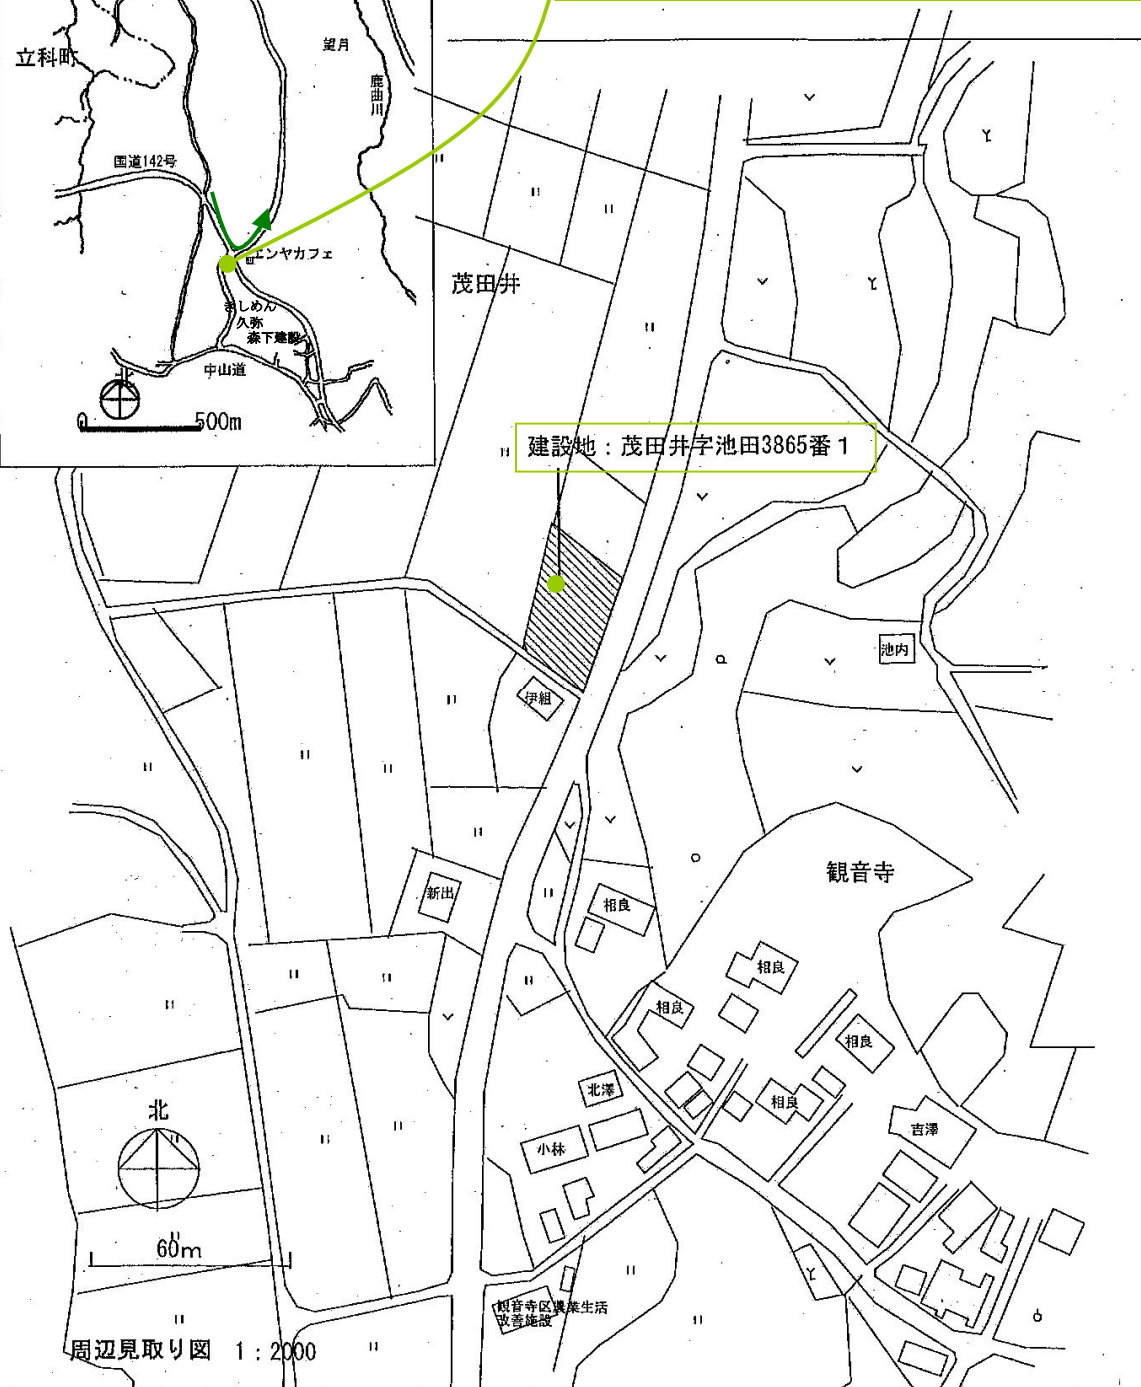 立科町
望月
鹿曲川
国道142号
エンヤカフェ
きしめん
久弥
森下建設
中山道
北
0
500m
茂田井
建設地：茂田井字池田3865番1
池内
伊組
観音寺
新出
相良
相良
相良
相良
相良
北澤
小林
吉澤
北
60m
観音寺区農業生活
改善施設
周辺見取り図 1：2000